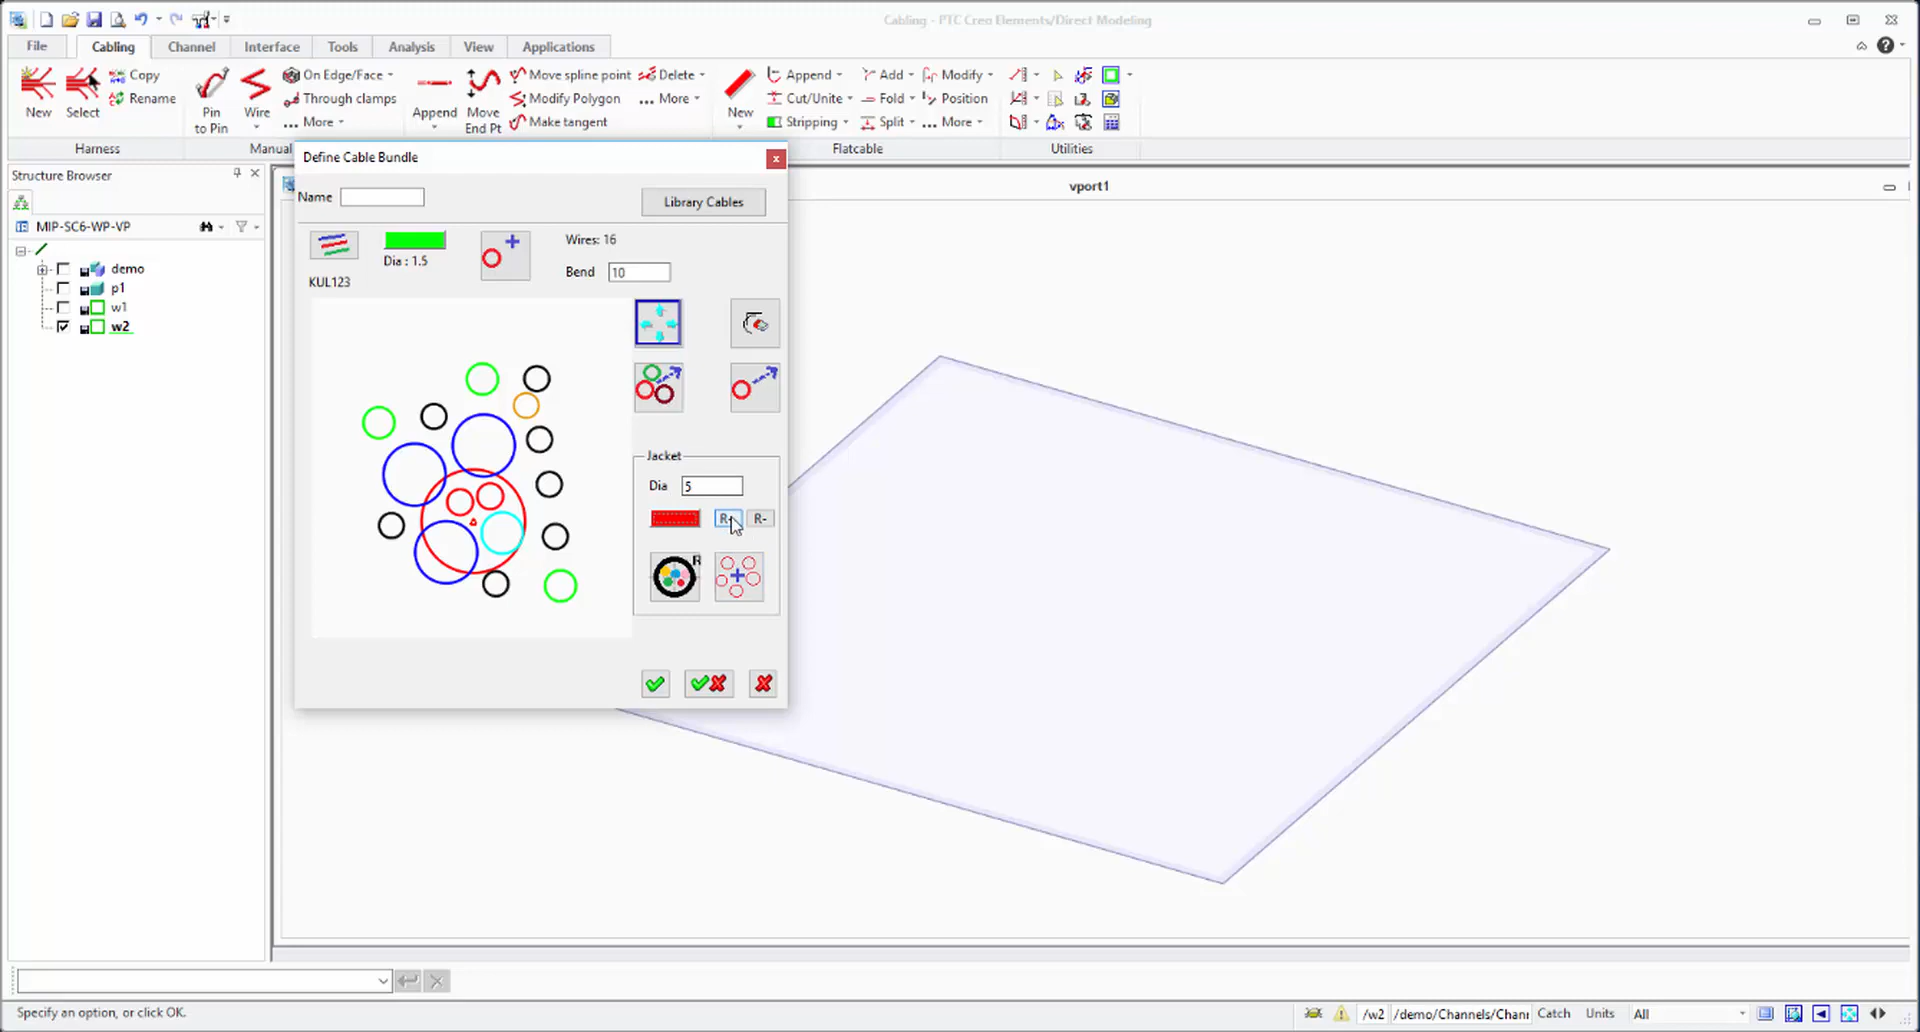 Cabling - PTC Creo Elements/Direct Modeling
File Cabling Channel Interface Tools Analysis View Applications
New Select Copy Rename
Pin to Pin Wire On Edge/Face Through clamps ... More
Append Move End Pt Move spline point Modify Polygon Make tangent Delete ... More
New Append Cut/Unite Stripping Add Fold Split Modify Position ... More
Harness Manual Flatcable Utilities
Structure Browser
MIP-SC6-WP-VP
demo
p1
w1
w2
vport1
Define Cable Bundle
Name
Library Cables
Dia : 1.5
Wires: 16
Bend 10
KUL123
Jacket
Dia 5
R-
R
Specify an option, or click OK.
/w2 /demo/Channels/Chan Catch Units All